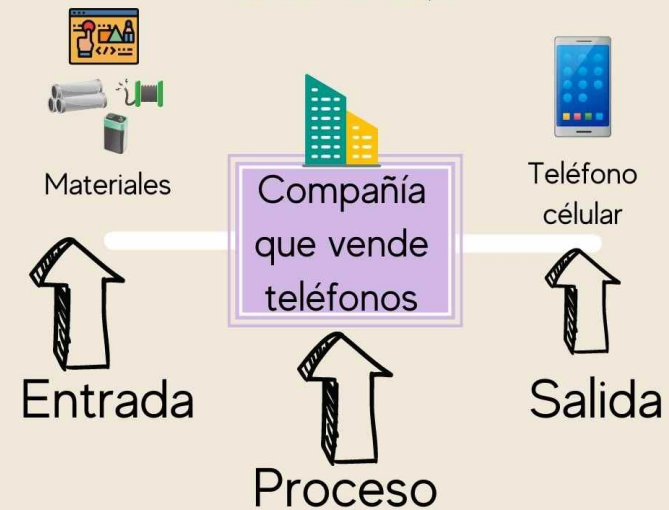 Materiales
Compañía
que vende
teléfonos
Teléfono
célular
Entrada
Proceso
Salida